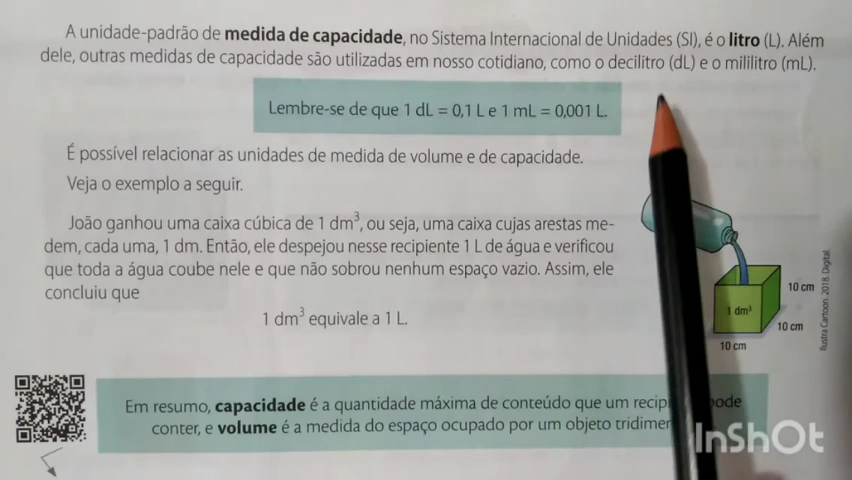 A unidade-padrão de medida de capacidade, no Sistema Internacional de Unidades (SI), é o litro (L). Além
dele, outras medidas de capacidade são utilizadas em nosso cotidiano, como o decilitro (dL) e o mililitro (mL).
Lembre-se de que 1 dL = 0,1 L e 1 mL = 0,001 L.
É possível relacionar as unidades de medida de volume e de capacidade.
Veja o exemplo a seguir.
João ganhou uma caixa cúbica de 1 dm³, ou seja, uma caixa cujas arestas me-
dem, cada uma, 1 dm. Então, ele despejou nesse recipiente 1 L de água e verificou
que toda a água coube nele e que não sobrou nenhum espaço vazio. Assim, ele
concluiu que
1 dm³ equivale a 1 L.
1 dm³
10 cm
10 cm
10 cm
Ilustra Cartoon. 2018. Digital.
Em resumo, capacidade é a quantidade máxima de conteúdo que um pode
conter, e volume é a medida do espaço ocupado por um objeto
InShOt